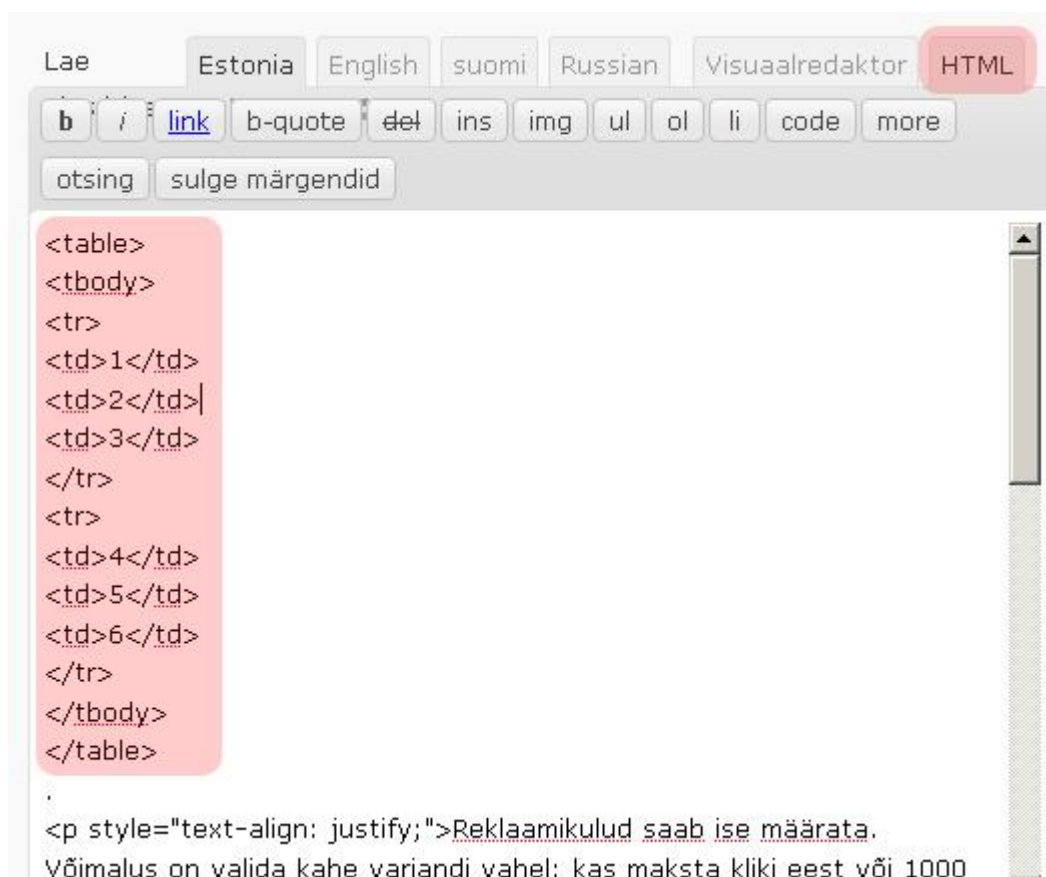 Lae Estonia English suomi Russian Visuaalredaktor HTML
b i link b-quote del ins img ul ol li code more
otsing sulge märgendid
<table>
<tbody>
<tr>
<td>1</td>
<td>2</td>
<td>3</td>
</tr>
<tr>
<td>4</td>
<td>5</td>
<td>6</td>
</tr>
</tbody>
</table>
.
<p style="text-align: justify;">Reklaamikulud saab ise määrata.
Võimalus on valida kahe variandi vahel: kas maksta kliki eest või 1000